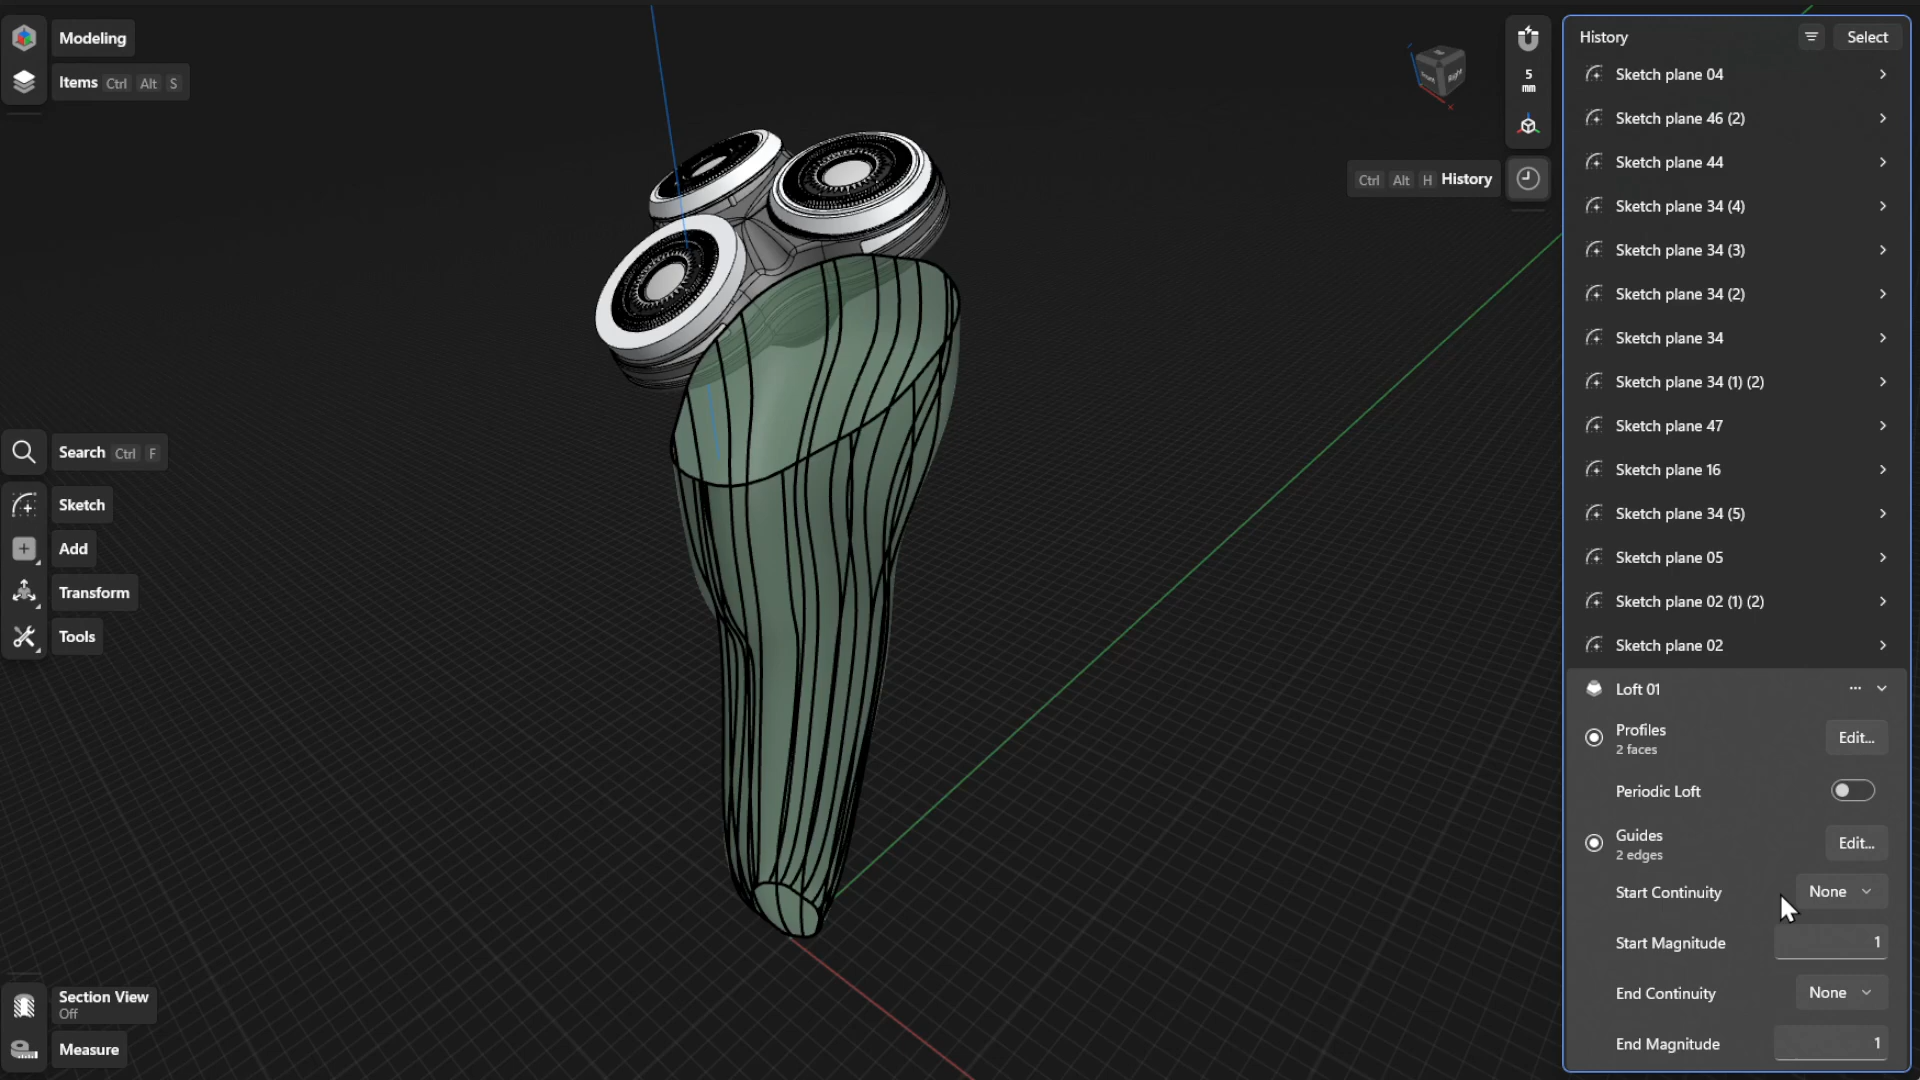 Modeling
Items Ctrl Alt S
Search Ctrl F
Sketch
Add
Transform
Tools
Section View
Off
Measure
Front
Right
5
mm
Ctrl Alt H History
History
Select
Sketch plane 04
Sketch plane 46 (2)
Sketch plane 44
Sketch plane 34 (4)
Sketch plane 34 (3)
Sketch plane 34 (2)
Sketch plane 34
Sketch plane 34 (1) (2)
Sketch plane 47
Sketch plane 16
Sketch plane 34 (5)
Sketch plane 05
Sketch plane 02 (1) (2)
Sketch plane 02
Loft 01
Profiles
2 faces
Edit...
Periodic Loft
Guides
2 edges
Edit...
Start Continuity None
Start Magnitude 1
End Continuity None
End Magnitude 1